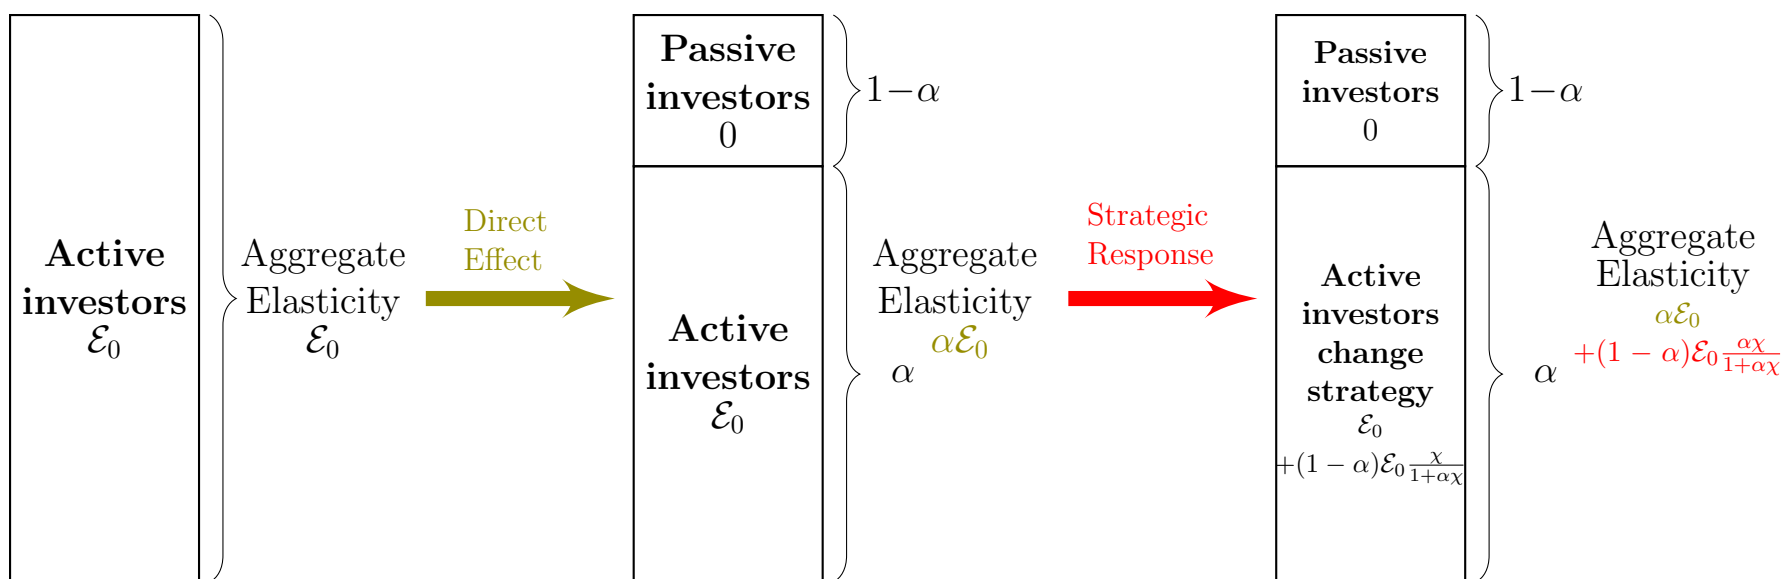 Active
investors
ℰ₀
Aggregate
Elasticity
ℰ₀
Direct
Effect
Passive
investors
0
1−α
Active
investors
ℰ₀
α
Aggregate
Elasticity
αℰ₀
Strategic
Response
Passive
investors
0
1−α
Active
investors
change
strategy
ℰ₀
+(1 − α)ℰ₀ χ/(1+αχ)
α
Aggregate
Elasticity
αℰ₀
+(1 − α)ℰ₀ αχ/(1+αχ)